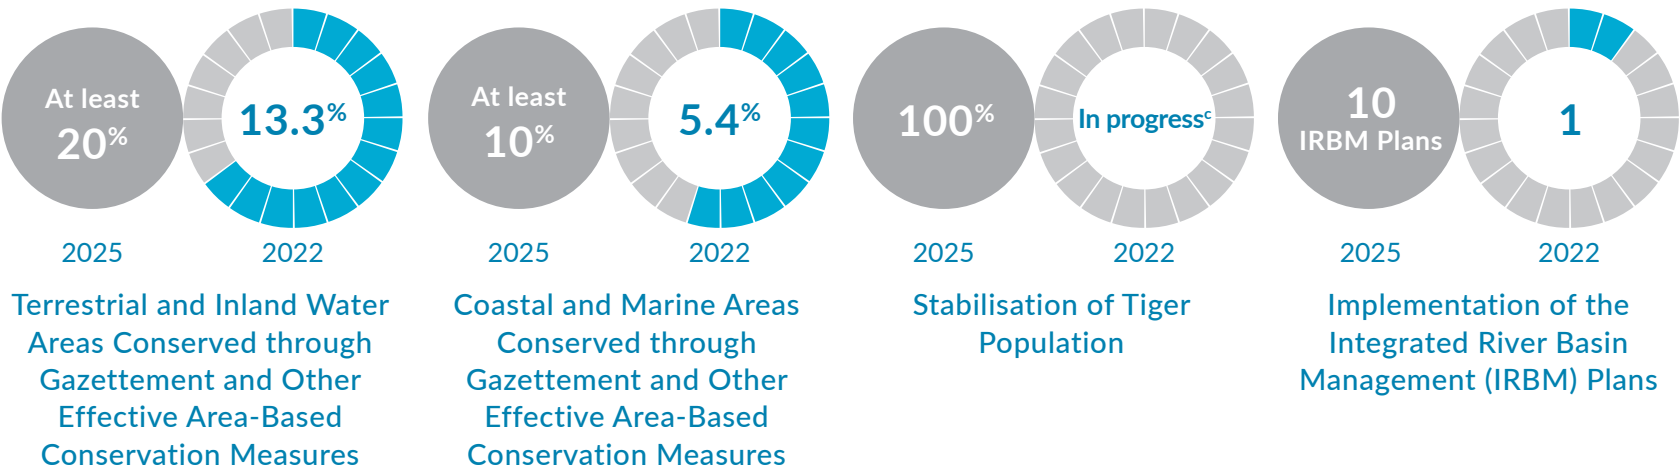 At least
20%
13.3%
2025
2022
Terrestrial and Inland Water
Areas Conserved through
Gazettement and Other
Effective Area-Based
Conservation Measures
At least
10%
5.4%
2025
2022
Coastal and Marine Areas
Conserved through
Gazettement and Other
Effective Area-Based
Conservation Measures
100%
In progressᶜ
2025
2022
Stabilisation of Tiger
Population
10
IRBM Plans
1
2025
2022
Implementation of the
Integrated River Basin
Management (IRBM) Plans